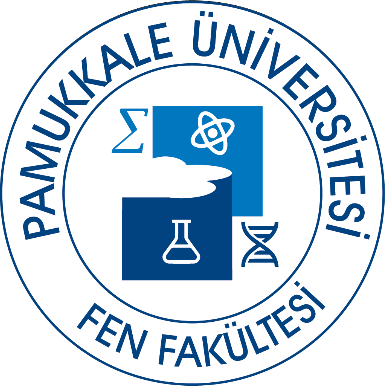 PAMUKKALE ÜNİVERSİTESİ
Σ
FEN FAKÜLTESİ